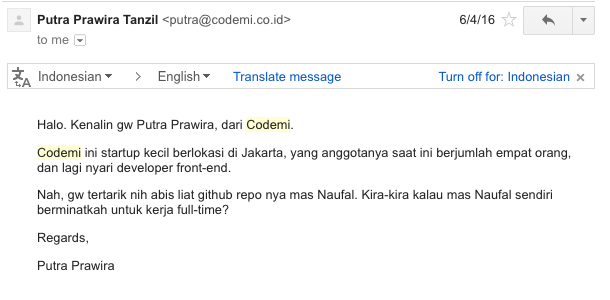 Putra Prawira Tanzil <putra@codemi.co.id> 6/4/16
to me
Indonesian > English Translate message Turn off for: Indonesian ×
Halo. Kenalin gw Putra Prawira, dari Codemi.
Codemi ini startup kecil berlokasi di Jakarta, yang anggotanya saat ini berjumlah empat orang,
dan lagi nyari developer front-end.
Nah, gw tertarik nih abis liat github repo nya mas Naufal. Kira-kira kalau mas Naufal sendiri
berminatkah untuk kerja full-time?
Regards,
Putra Prawira